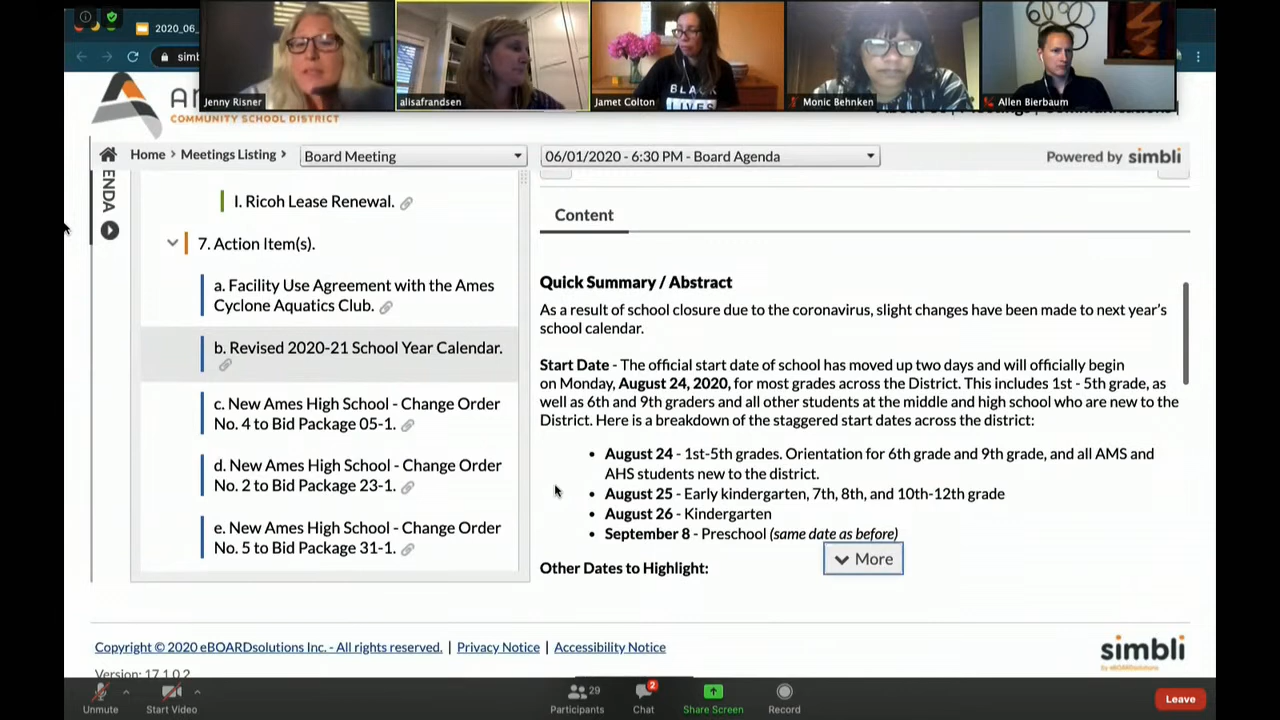 2020_06_
simb
Jenny Risner
alisafrandsen
Jamet Colton
Monic Behnken
Allen Bierbaum
BLACK
LIVES
COMMUNITY SCHOOL DISTRICT
Home > Meetings Listing >
Board Meeting
06/01/2020 - 6:30 PM - Board Agenda
Powered by simbli
ENDA
I. Ricoh Lease Renewal.
7. Action Item(s).
a. Facility Use Agreement with the Ames
Cyclone Aquatics Club.
b. Revised 2020-21 School Year Calendar.
c. New Ames High School - Change Order
No. 4 to Bid Package 05-1.
d. New Ames High School - Change Order
No. 2 to Bid Package 23-1.
e. New Ames High School - Change Order
No. 5 to Bid Package 31-1.
Content
Quick Summary / Abstract
As a result of school closure due to the coronavirus, slight changes have been made to next year's
school calendar.
Start Date - The official start date of school has moved up two days and will officially begin
on Monday, August 24, 2020, for most grades across the District. This includes 1st - 5th grade, as
well as 6th and 9th graders and all other students at the middle and high school who are new to the
District. Here is a breakdown of the staggered start dates across the district:
• August 24 - 1st-5th grades. Orientation for 6th grade and 9th grade, and all AMS and
AHS students new to the district.
• August 25 - Early kindergarten, 7th, 8th, and 10th-12th grade
• August 26 - Kindergarten
• September 8 - Preschool (same date as before)
More
Other Dates to Highlight:
Copyright © 2020 eBOARDsolutions Inc. - All rights reserved. | Privacy Notice | Accessibility Notice
simbli
by eBOARDsolutions
Version: 17.1.0.2
Unmute
Start Video
29
Participants
2
Chat
Share Screen
Record
Leave